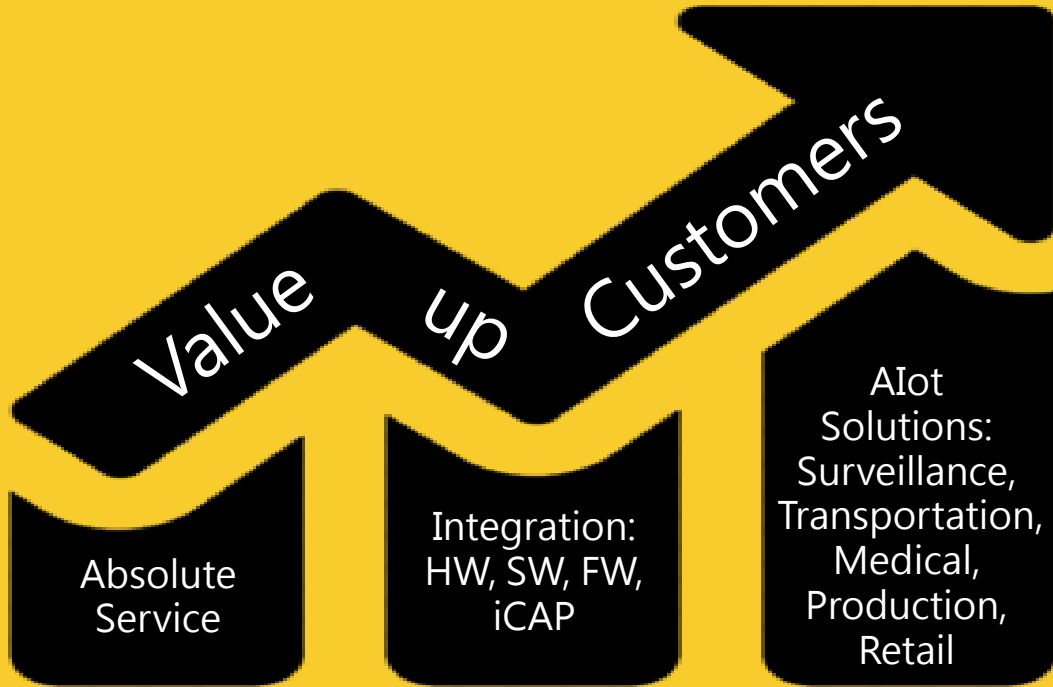 Value up Customers
Absolute
Service
Integration:
HW, SW, FW,
iCAP
AIot
Solutions:
Surveillance,
Transportation,
Medical,
Production,
Retail